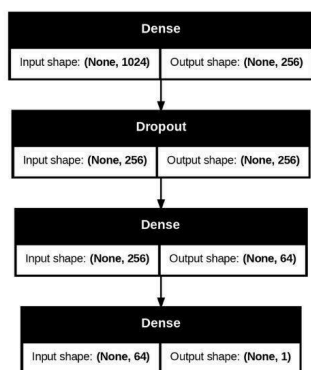 Dense
Input shape: (None, 1024) Output shape: (None, 256)
Dropout
Input shape: (None, 256) Output shape: (None, 256)
Dense
Input shape: (None, 256) Output shape: (None, 64)
Dense
Input shape: (None, 64) Output shape: (None, 1)